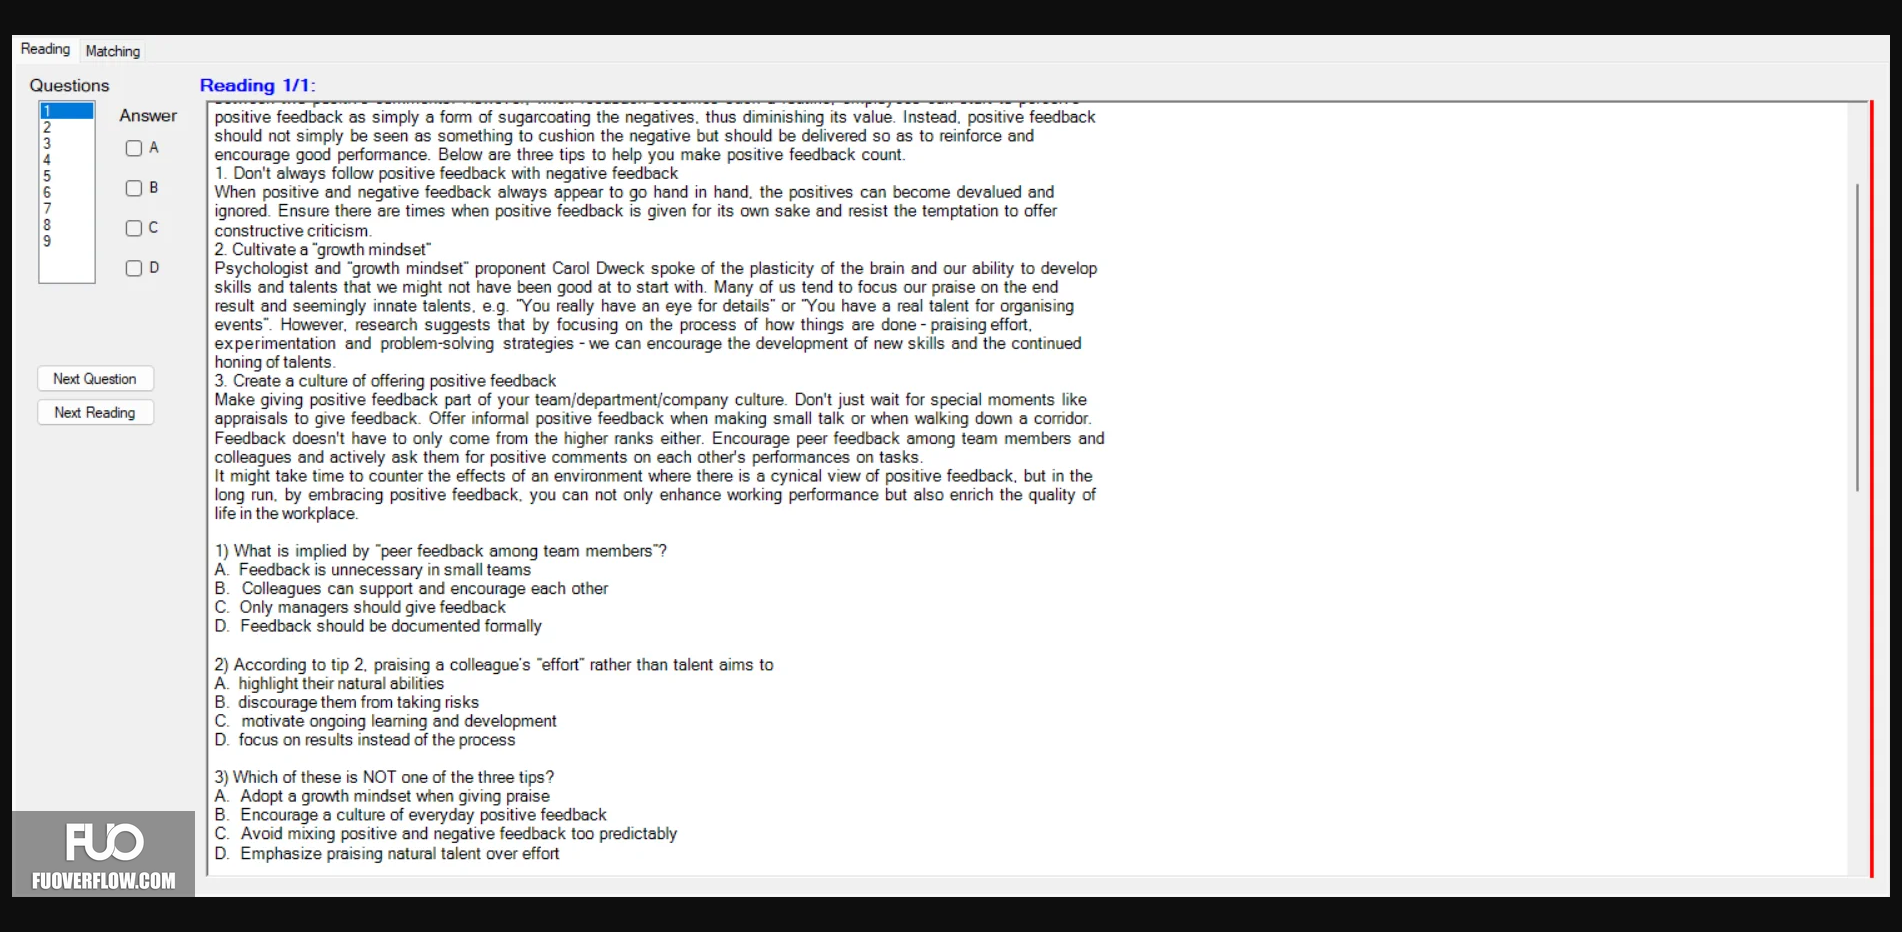 Reading Matching
Questions
Reading 1/1:
1
2
3
4
5
6
7
8
9
Answer
A
B
C
D
Next Question
Next Reading
positive feedback as simply a form of sugarcoating the negatives, thus diminishing its value. Instead, positive feedback
should not simply be seen as something to cushion the negative but should be delivered so as to reinforce and
encourage good performance. Below are three tips to help you make positive feedback count.
1. Don't always follow positive feedback with negative feedback
When positive and negative feedback always appear to go hand in hand, the positives can become devalued and
ignored. Ensure there are times when positive feedback is given for its own sake and resist the temptation to offer
constructive criticism.
2. Cultivate a "growth mindset"
Psychologist and "growth mindset" proponent Carol Dweck spoke of the plasticity of the brain and our ability to develop
skills and talents that we might not have been good at to start with. Many of us tend to focus our praise on the end
result and seemingly innate talents, e.g. "You really have an eye for details" or "You have a real talent for organising
events". However, research suggests that by focusing on the process of how things are done - praising effort,
experimentation and problem-solving strategies - we can encourage the development of new skills and the continued
honing of talents.
3. Create a culture of offering positive feedback
Make giving positive feedback part of your team/department/company culture. Don't just wait for special moments like
appraisals to give feedback. Offer informal positive feedback when making small talk or when walking down a corridor.
Feedback doesn't have to only come from the higher ranks either. Encourage peer feedback among team members and
colleagues and actively ask them for positive comments on each other's performances on tasks.
It might take time to counter the effects of an environment where there is a cynical view of positive feedback, but in the
long run, by embracing positive feedback, you can not only enhance working performance but also enrich the quality of
life in the workplace.
1) What is implied by "peer feedback among team members"?
A. Feedback is unnecessary in small teams
B. Colleagues can support and encourage each other
C. Only managers should give feedback
D. Feedback should be documented formally
2) According to tip 2, praising a colleague's "effort" rather than talent aims to
A. highlight their natural abilities
B. discourage them from taking risks
C. motivate ongoing learning and development
D. focus on results instead of the process
3) Which of these is NOT one of the three tips?
A. Adopt a growth mindset when giving praise
B. Encourage a culture of everyday positive feedback
C. Avoid mixing positive and negative feedback too predictably
D. Emphasize praising natural talent over effort
FUO
FUOVERFLOW.COM